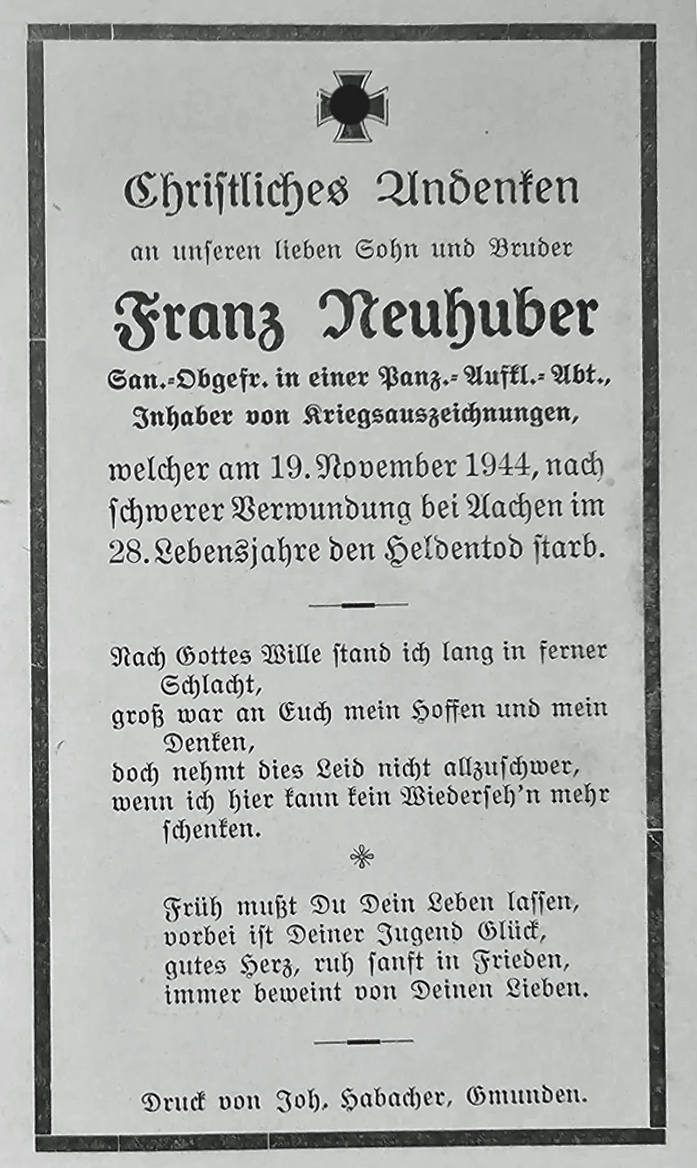 Christliches Andenken
an unseren lieben Sohn und Bruder
Franz Neuhuber
San.-Obgefr. in einer Panz.-Aufkl.-Abt.,
Inhaber von Kriegsauszeichnungen,
welcher am 19. November 1944, nach
schwerer Verwundung bei Aachen im
28. Lebensjahre den Heldentod starb.
Nach Gottes Wille stand ich lang in ferner
Schlacht,
groß war an Euch mein Hoffen und mein
Denken,
doch nehmt dies Leid nicht allzuschwer,
wenn ich hier kann kein Wiederseh'n mehr
schenken.
Früh mußt Du Dein Leben lassen,
vorbei ist Deiner Jugend Glück,
gutes Herz, ruh sanft in Frieden,
immer beweint von Deinen Lieben.
Druck von Joh. Habacher, Gmunden.